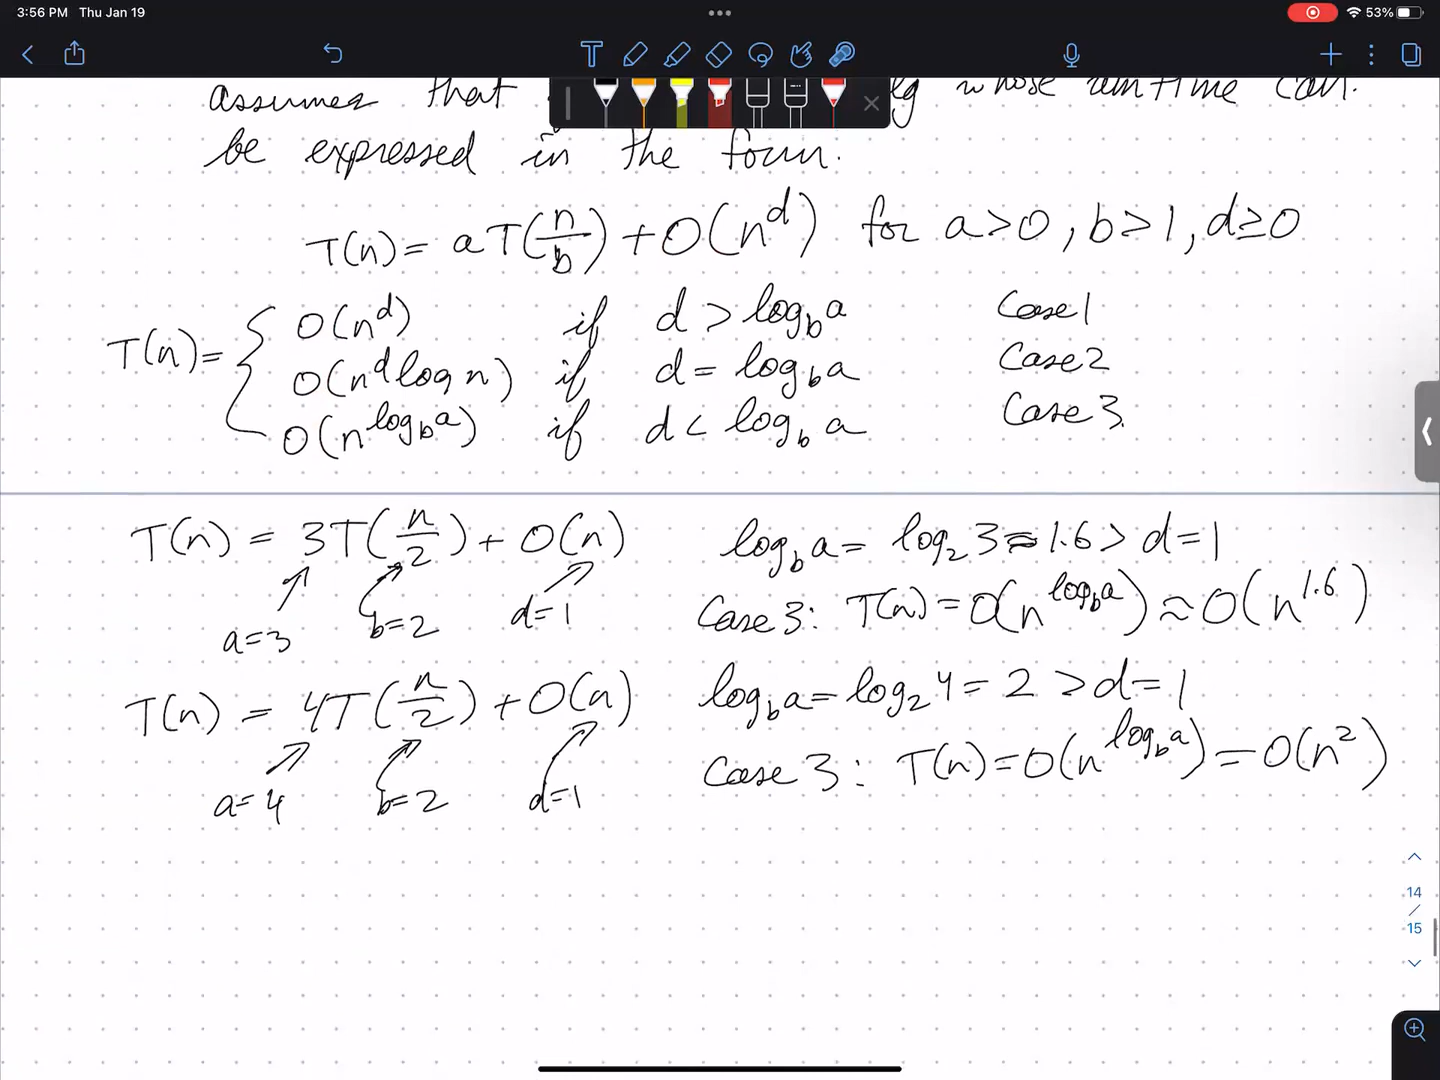 3:56 PM Thu Jan 19
53%
assumes that whose runtime can
be expressed in the form.
T(n) = aT(n/b) + O(n^d) for a>0, b>1, d≥0
T(n) = { O(n^d) if d > log_b a Case 1
O(n^d log n) if d = log_b a Case 2
O(n^{log_b a}) if d < log_b a Case 3.
T(n) = 3T(n/2) + O(n) log_b a = log_2 3 ≈ 1.6 > d=1
a=3 b=2 d=1 Case 3: T(n) = O(n^{log_b a}) ≈ O(n^{1.6})
T(n) = 4T(n/2) + O(n) log_b a = log_2 4 = 2 > d=1
a=4 b=2 d=1 Case 3: T(n) = O(n^{log_b a}) = O(n^2)
14
/
15